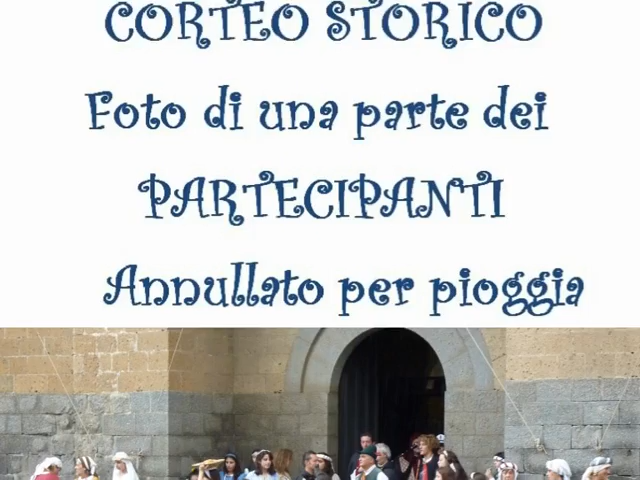 CORTEO STORICO
Foto di una parte dei
PARTECIPANTI
Annullato per pioggia